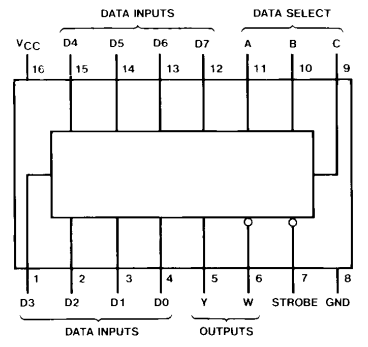 DATA INPUTS DATA SELECT
VCC D4 D5 D6 D7 A B C
16 15 14 13 12 11 10 9
1 2 3 4 5 6 7 8
D3 D2 D1 D0 Y W STROBE GND
DATA INPUTS OUTPUTS